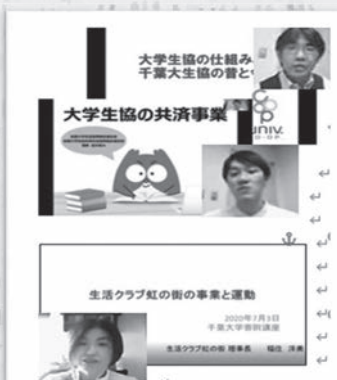 大学生協の仕組み
千葉大生協の昔と
大学生協の共済事業
univ.
CO-OP
生活クラブ虹の街の事業と運動
2020年7月3日
千葉大学寄附講座
生活クラブ虹の街 理事長 福住 洋美